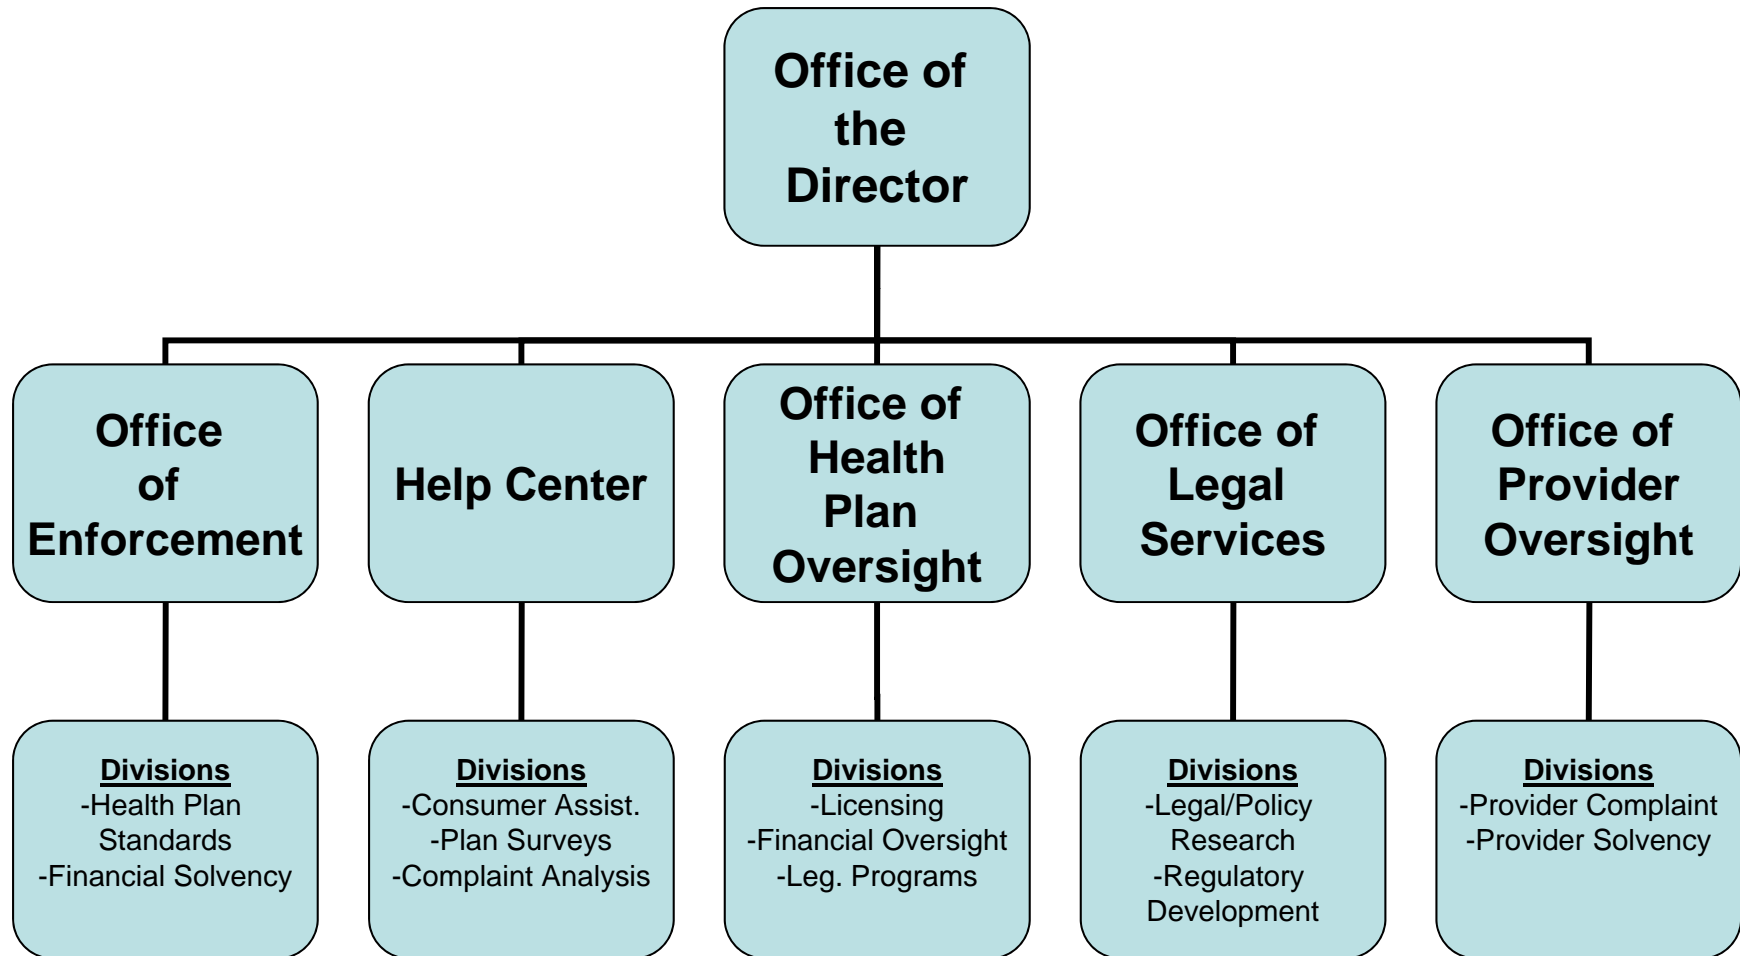 Office of
the
Director
Office
of
Enforcement
Help Center
Office of
Health
Plan
Oversight
Office of
Legal
Services
Office of
Provider
Oversight
Divisions
-Health Plan
Standards
-Financial Solvency
Divisions
-Consumer Assist.
-Plan Surveys
-Complaint Analysis
Divisions
-Licensing
-Financial Oversight
-Leg. Programs
Divisions
-Legal/Policy
Research
-Regulatory
Development
Divisions
-Provider Complaint
-Provider Solvency